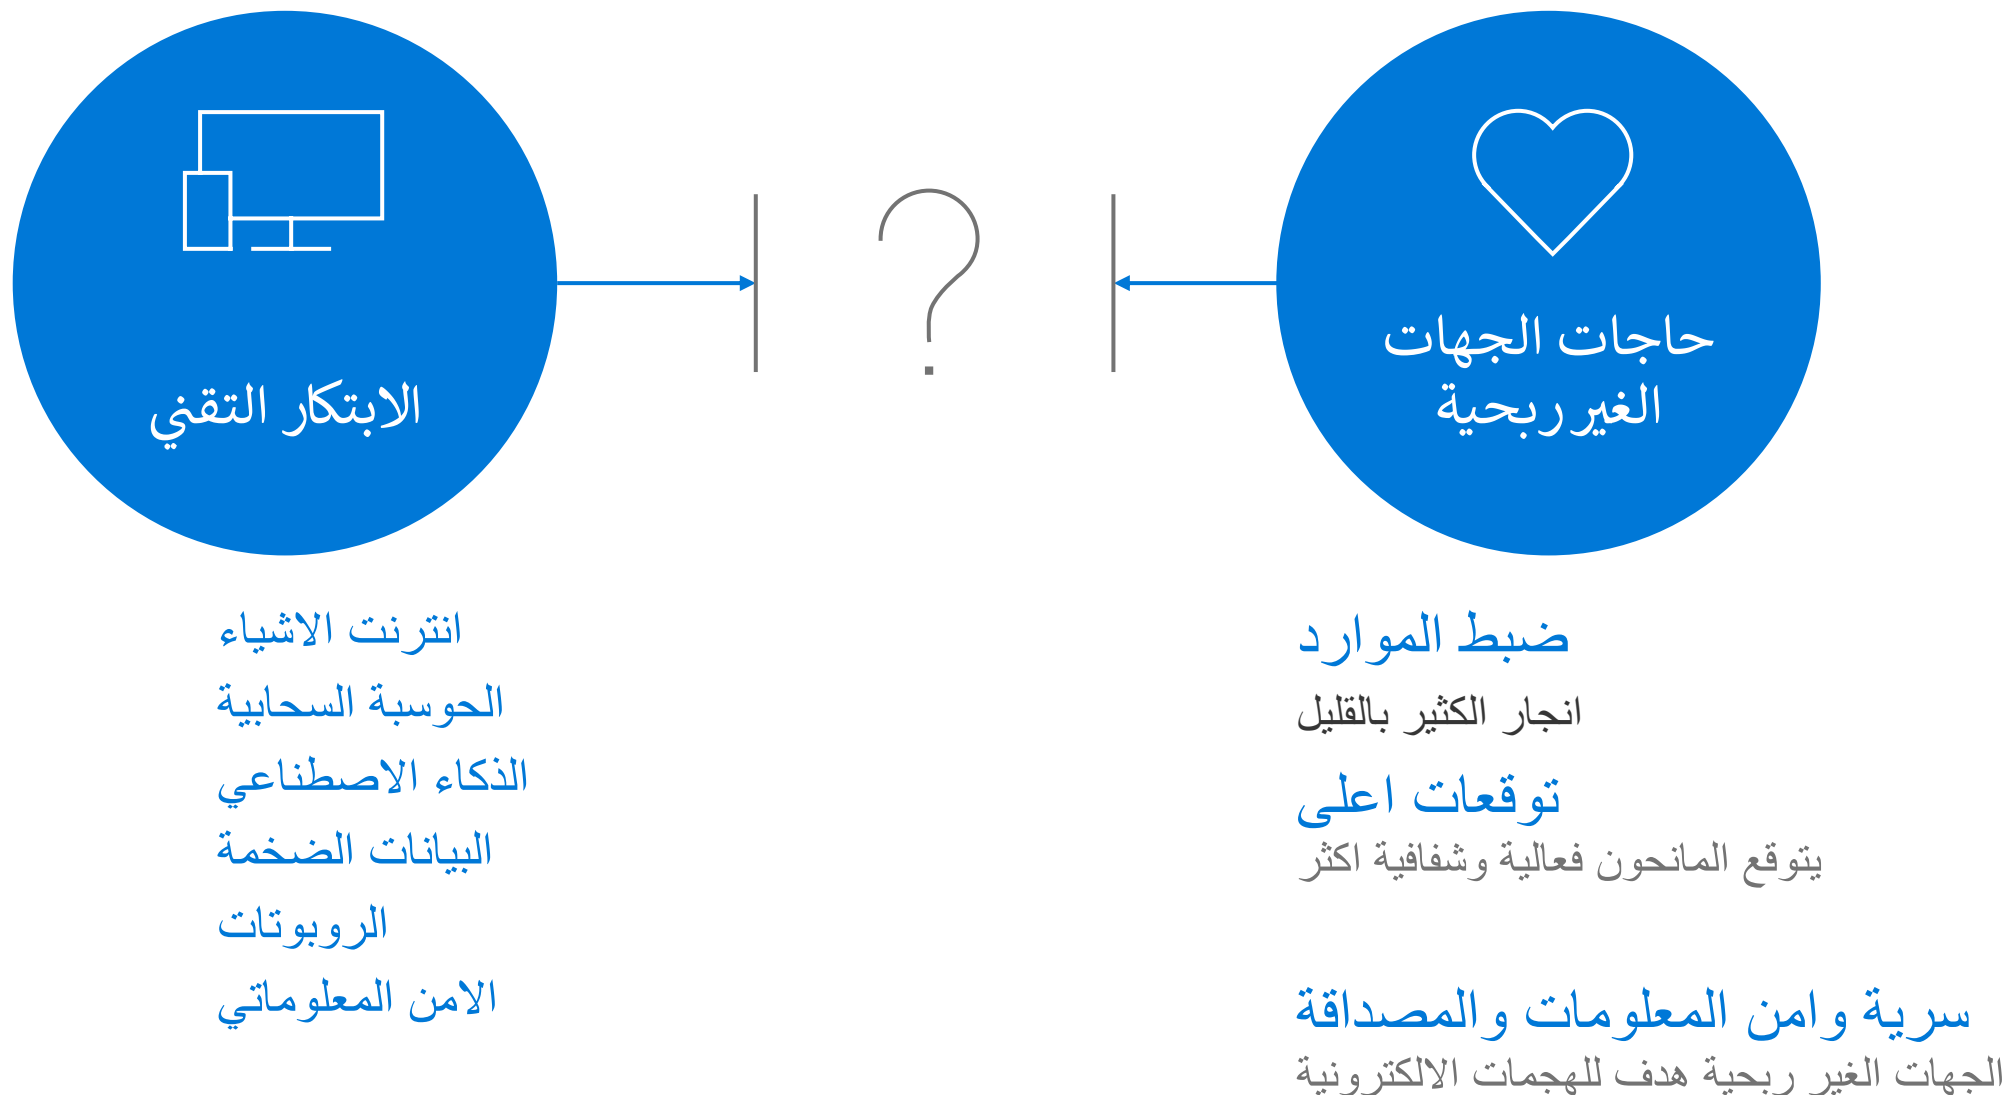 حاجات الجهات
الغير ربحية
ضبط الموارد
انجار الكثير بالقليل
توقعات اعلى
يتوقع المانحون فعالية وشفافية اكثر
سرية وامن المعلومات والمصداقة
الجهات الغير ربحية هدف للهجمات الالكترونية
?
الابتكار التقني
انترنت الاشياء
الحوسبة السحابية
الذكاء الاصطناعي
البيانات الضخمة
الروبوتات
الامن المعلوماتي